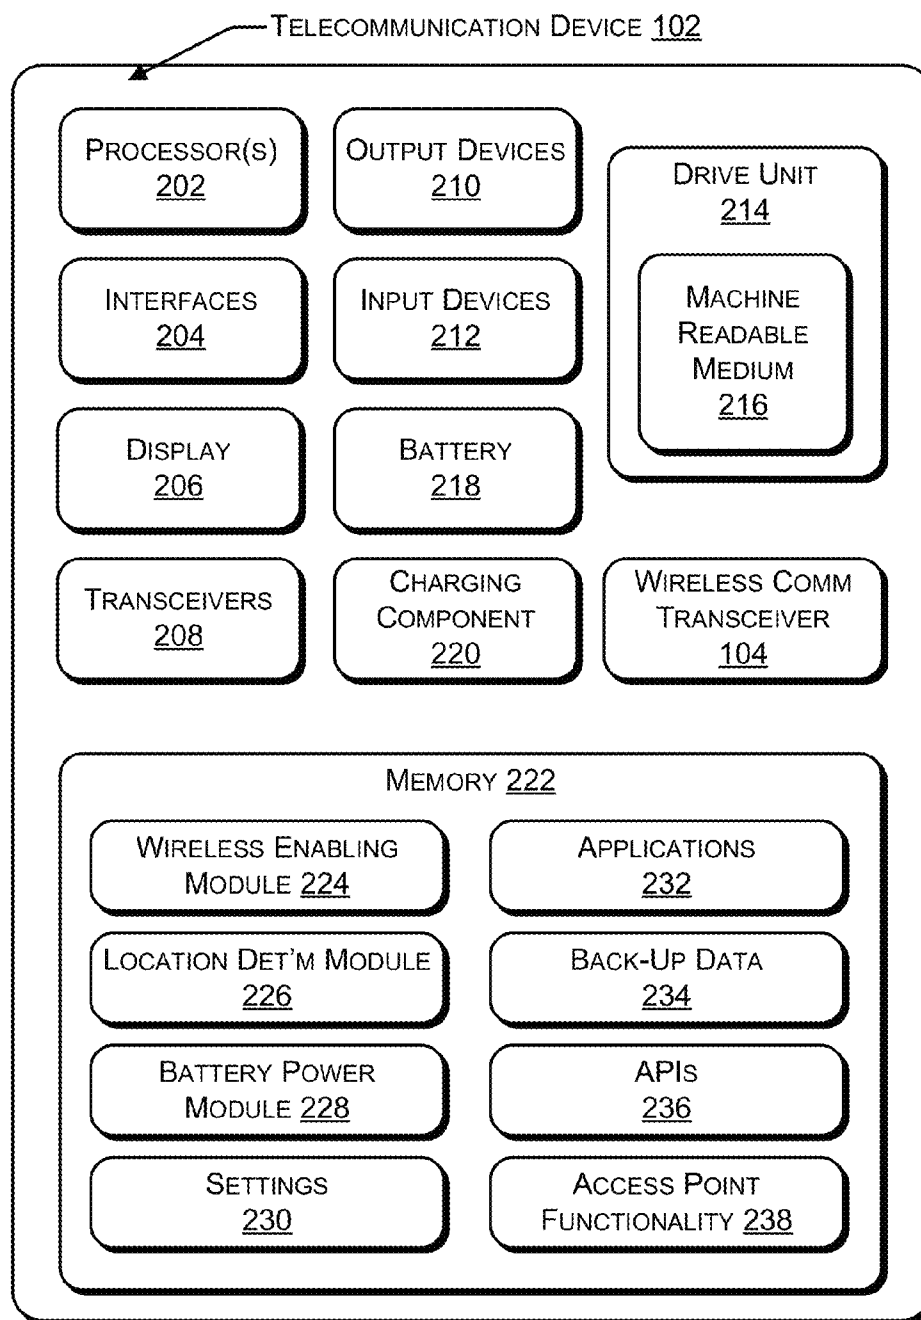 TELECOMMUNICATION DEVICE 102
PROCESSOR(S)
202
OUTPUT DEVICES
210
DRIVE UNIT
214
MACHINE
READABLE
MEDIUM
216
INTERFACES
204
INPUT DEVICES
212
DISPLAY
206
BATTERY
218
TRANSCEIVERS
208
CHARGING
COMPONENT
220
WIRELESS COMM
TRANSCEIVER
104
MEMORY 222
WIRELESS ENABLING
MODULE 224
APPLICATIONS
232
LOCATION DET'M MODULE
226
BACK-UP DATA
234
BATTERY POWER
MODULE 228
APIS
236
SETTINGS
230
ACCESS POINT
FUNCTIONALITY 238